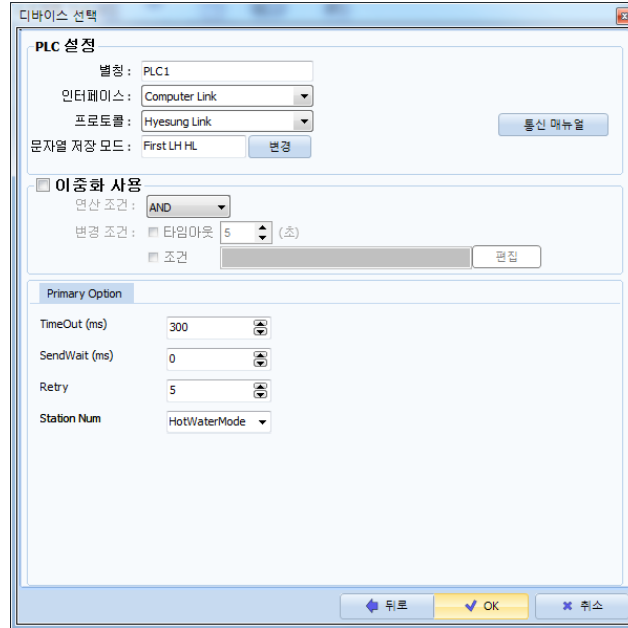 디바이스 선택
PLC 설정
별칭 : PLC1
인터페이스 : Computer Link
프로토콜 : Hyesung Link
통신 매뉴얼
문자열 저장 모드 : First LH HL 변경
이중화 사용
연산 조건 : AND
변경 조건 : 타임아웃 5 (초)
조건 편집
Primary Option
TimeOut (ms) 300
SendWait (ms) 0
Retry 5
Station Num HotWaterMode
뒤로 OK 취소